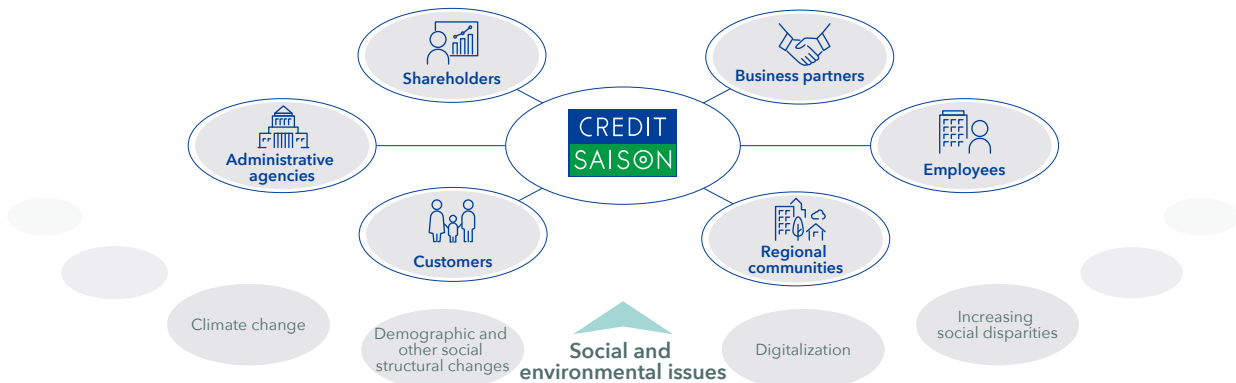 Shareholders
Business partners
CREDIT
SAISON
Administrative
agencies
Employees
Customers
Regional
communities
Climate change
Demographic and
other social
structural changes
Social and
environmental issues
Digitalization
Increasing
social disparities